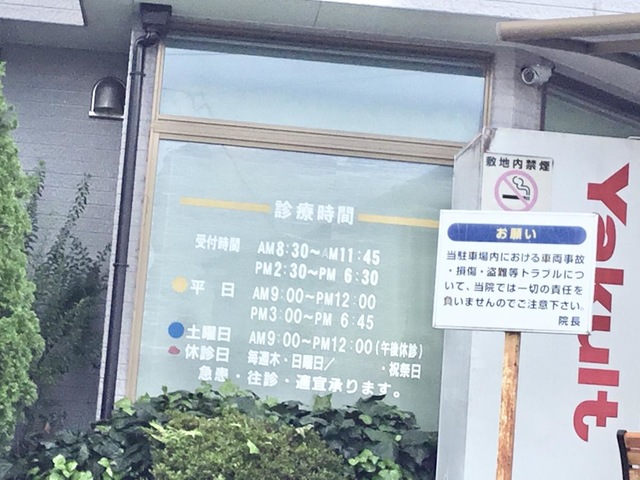 診療時間
受付時間 AM8:30～AM11:45
PM2:30～PM 6:30
平 日 AM9:00～PM12:00
PM3:00～PM 6:45
土曜日 AM9:00～PM12:00(午後休診)
休診日 毎週木・日曜日/ ・祝祭日
急患・往診・適宜承ります。
敷地内禁煙
お願い
当駐車場内における車両事故
・損傷・盗難等トラブルにつ
いて、当院では一切の責任を
負いませんのでご注意下さい。
院長
Yakult